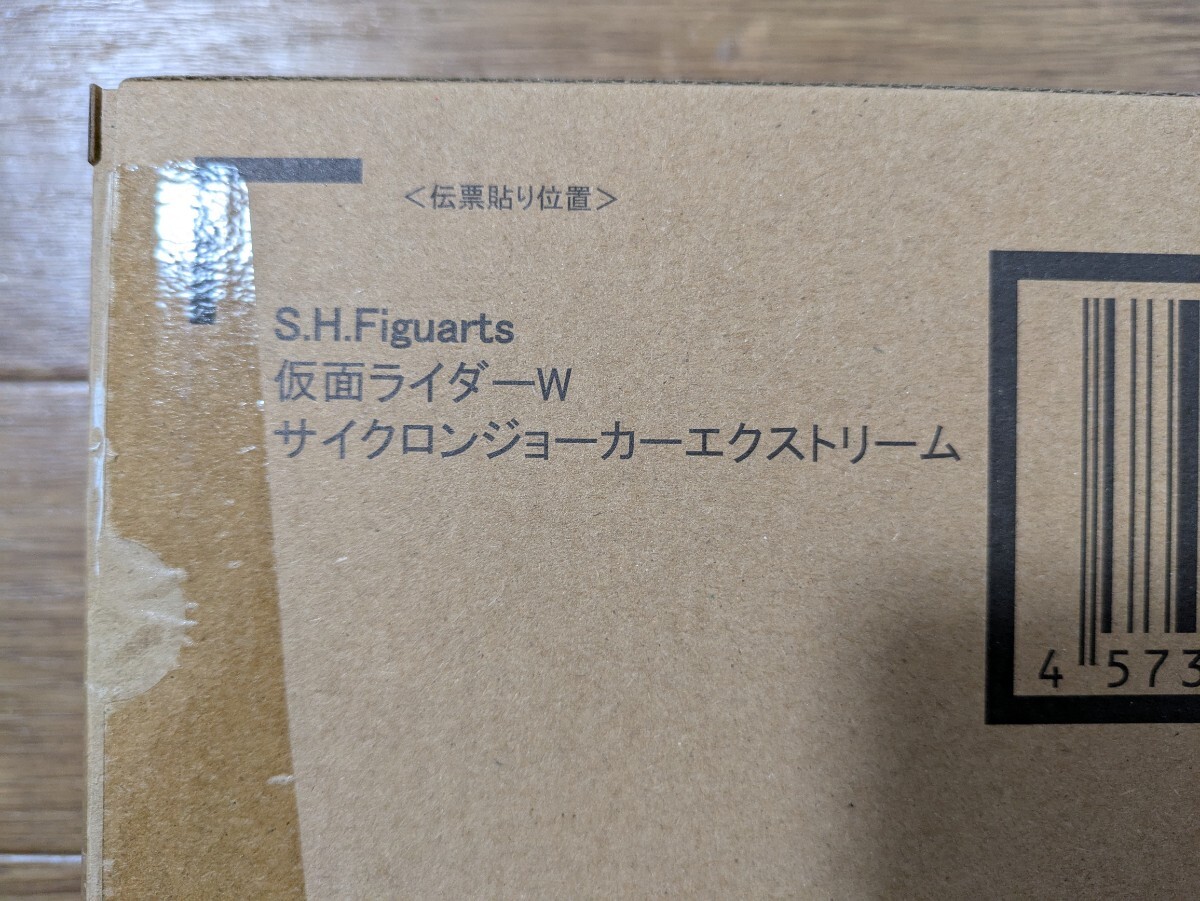 ＜伝票貼り位置＞
S.H.Figuarts
仮面ライダーW
サイクロンジョーカーエクストリーム
4 573